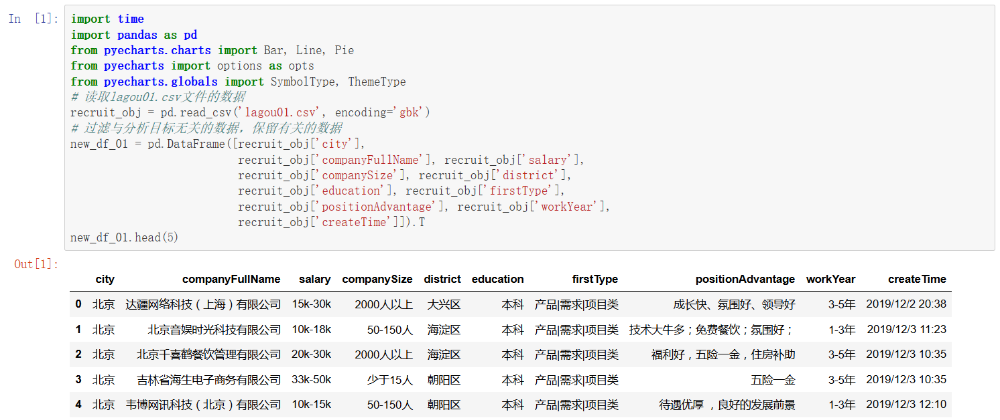 In [1]:
import time
import pandas as pd
from pyecharts.charts import Bar, Line, Pie
from pyecharts import options as opts
from pyecharts.globals import SymbolType, ThemeType
# 读取lagou01.csv文件的数据
recruit_obj = pd.read_csv('lagou01.csv', encoding='gbk')
# 过滤与分析目标无关的数据，保留有关的数据
new_df_01 = pd.DataFrame([recruit_obj['city'],
recruit_obj['companyFullName'], recruit_obj['salary'],
recruit_obj['companySize'], recruit_obj['district'],
recruit_obj['education'], recruit_obj['firstType'],
recruit_obj['positionAdvantage'], recruit_obj['workYear'],
recruit_obj['createTime']]).T
new_df_01.head(5)
Out[1]:
city companyFullName salary companySize district education firstType positionAdvantage workYear createTime
0 北京 达疆网络科技（上海）有限公司 15k-30k 2000人以上 大兴区 本科 产品|需求|项目类 成长快、氛围好、领导好 3-5年 2019/12/2 20:38
1 北京 北京音娱时光科技有限公司 10k-18k 50-150人 海淀区 本科 产品|需求|项目类 技术大牛多；免费餐饮；氛围好； 1-3年 2019/12/3 11:23
2 北京 北京千喜鹤餐饮管理有限公司 20k-30k 2000人以上 海淀区 本科 产品|需求|项目类 福利好，五险一金，住房补助 3-5年 2019/12/3 10:35
3 北京 吉林省海生电子商务有限公司 33k-50k 少于15人 朝阳区 本科 产品|需求|项目类 五险一金 3-5年 2019/12/3 10:35
4 北京 韦博网讯科技（北京）有限公司 10k-15k 50-150人 朝阳区 本科 产品|需求|项目类 待遇优厚 ，良好的发展前景 1-3年 2019/12/3 12:10